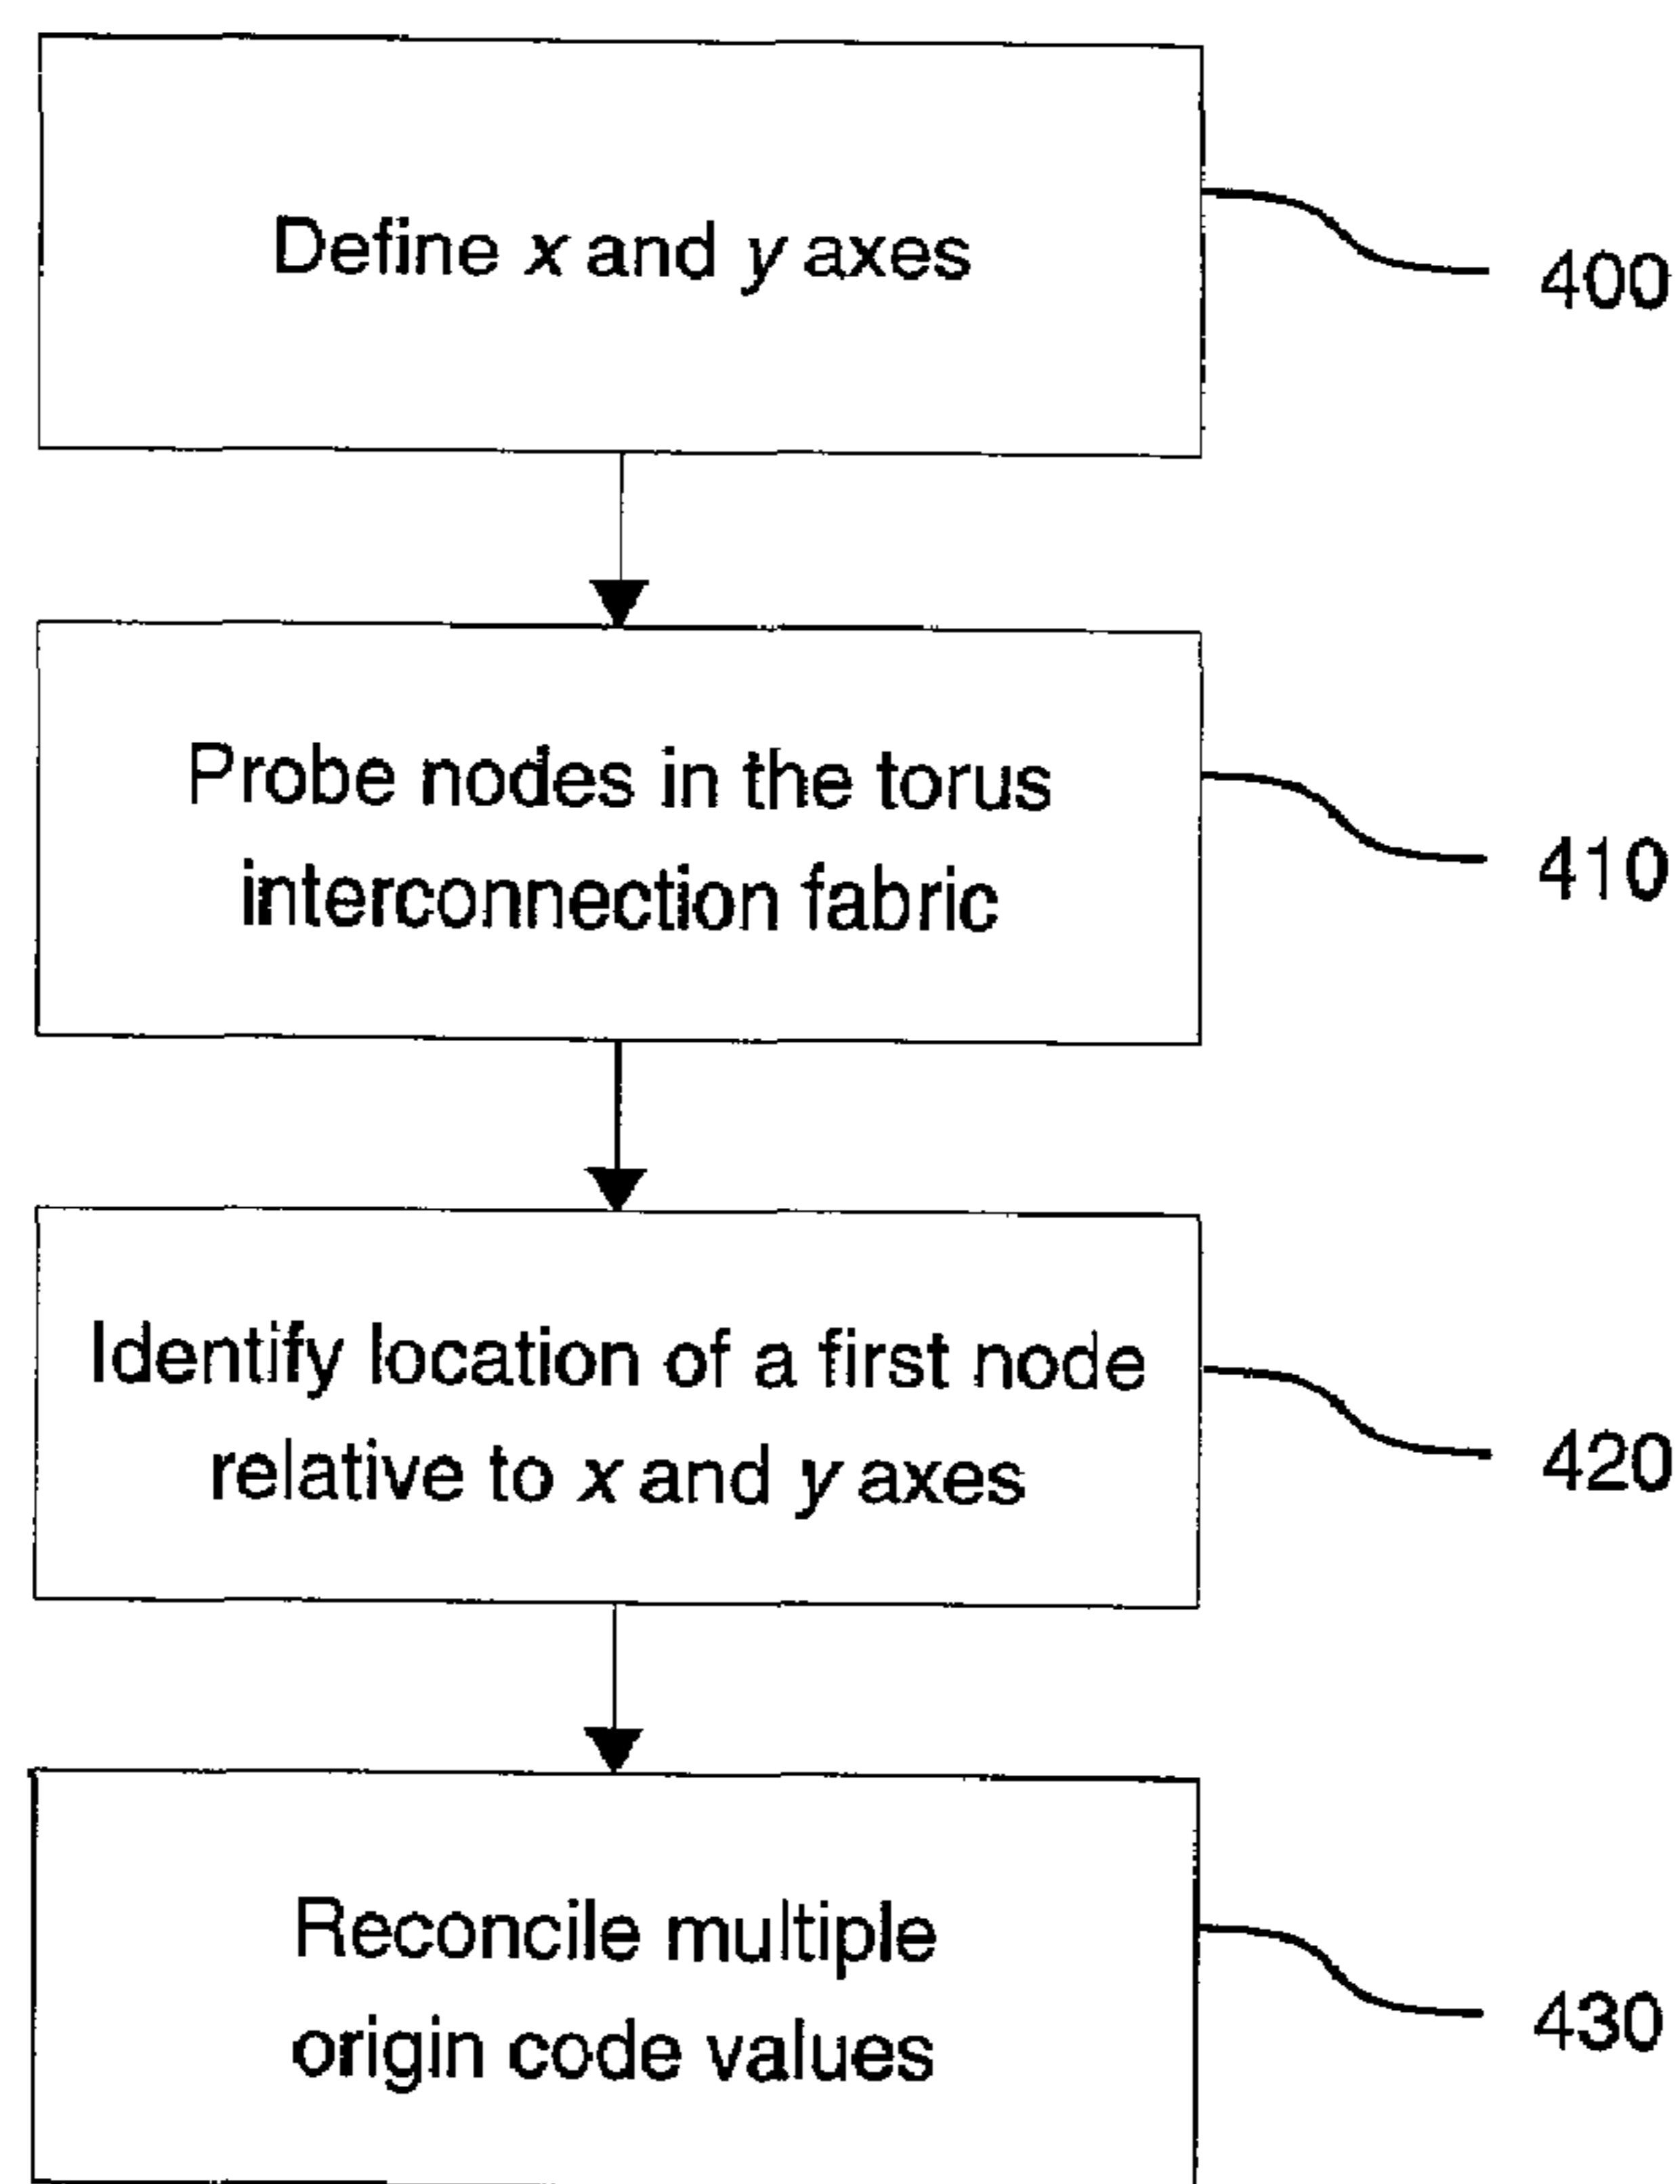 Define x and y axes
400
Probe nodes in the torus
interconnection fabric
410
Identify location of a first node
relative to x and y axes
420
Reconcile multiple
origin code values
430